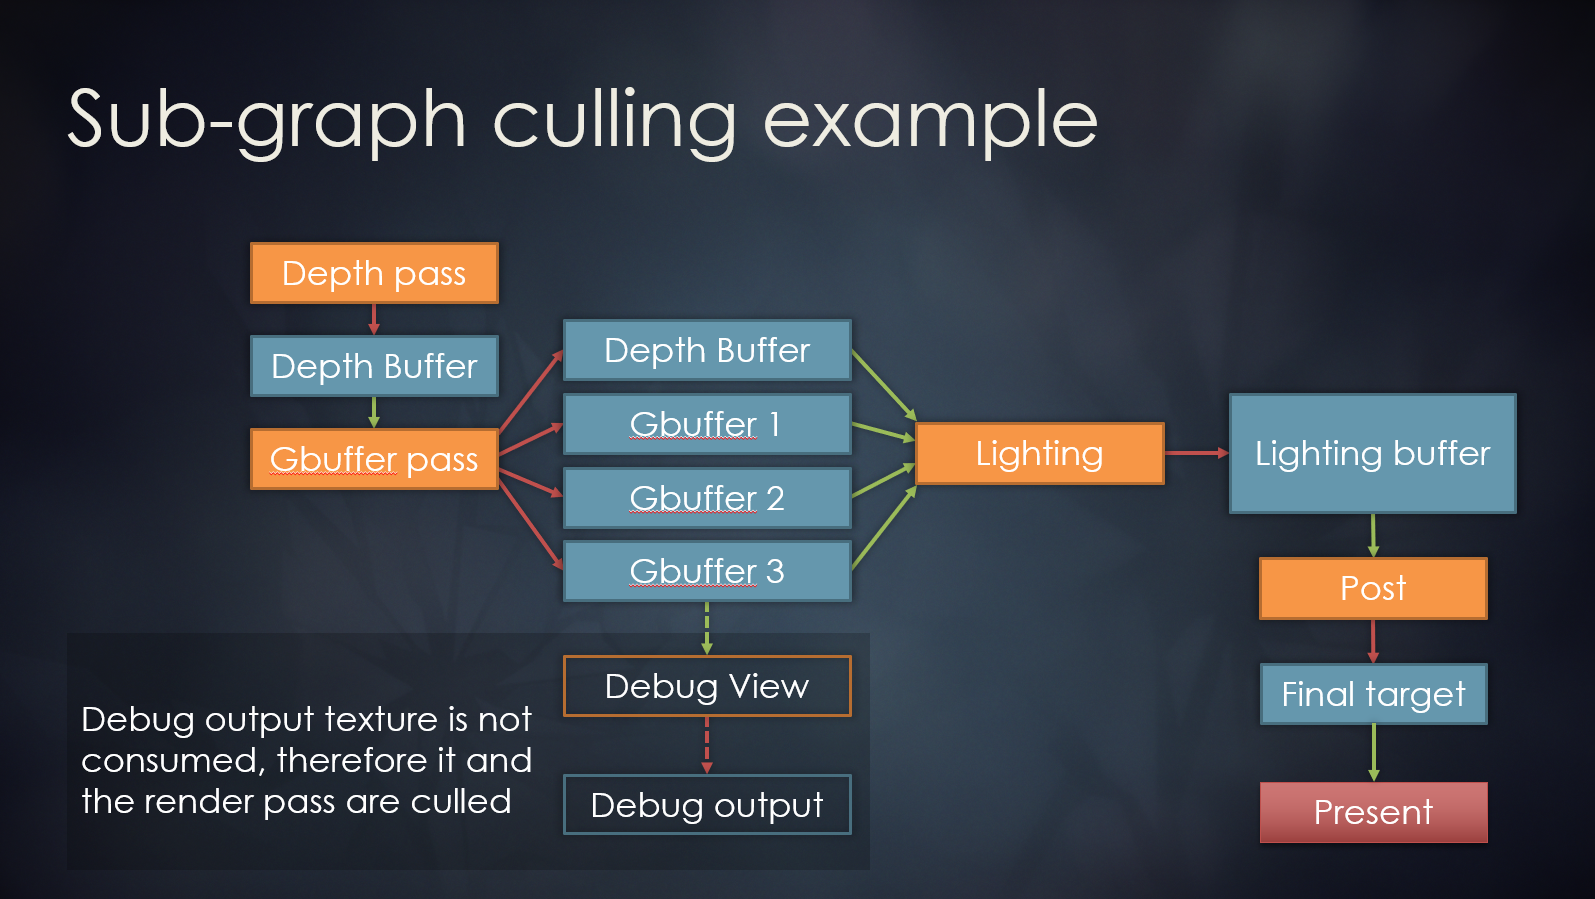 Sub-graph culling example
Depth pass
Depth Buffer
Gbuffer pass
Depth Buffer
Gbuffer 1
Gbuffer 2
Gbuffer 3
Lighting
Lighting buffer
Post
Final target
Present
Debug View
Debug output
Debug output texture is not
consumed, therefore it and
the render pass are culled